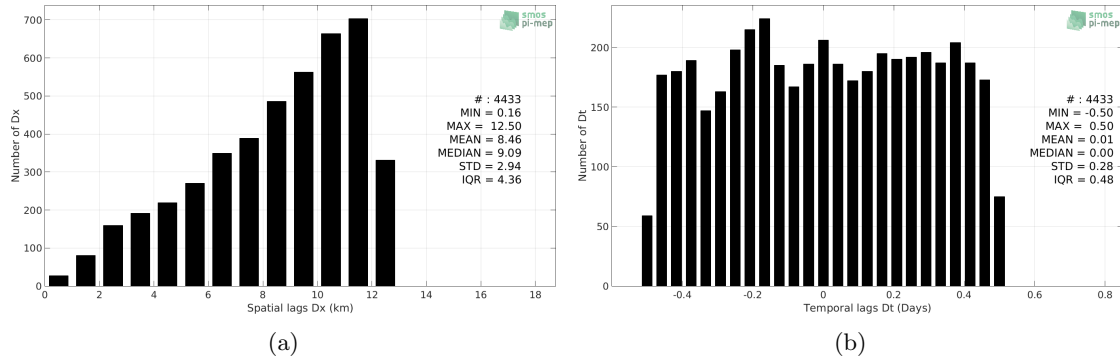 700
600
500
400
300
200
100
0
Number of Dx
0 2 4 6 8 10 12 14 16 18
Spatial lags Dx (km)
smos
pi-mep
# : 4433
MIN = 0.16
MAX = 12.50
MEAN = 8.46
MEDIAN = 9.09
STD = 2.94
IQR = 4.36
(a)
200
150
100
50
0
Number of Dt
-0.4 -0.2 0 0.2 0.4 0.6 0.8
Temporal lags Dt (Days)
smos
pi-mep
# : 4433
MIN = -0.50
MAX = 0.50
MEAN = 0.01
MEDIAN = 0.00
STD = 0.28
IQR = 0.48
(b)